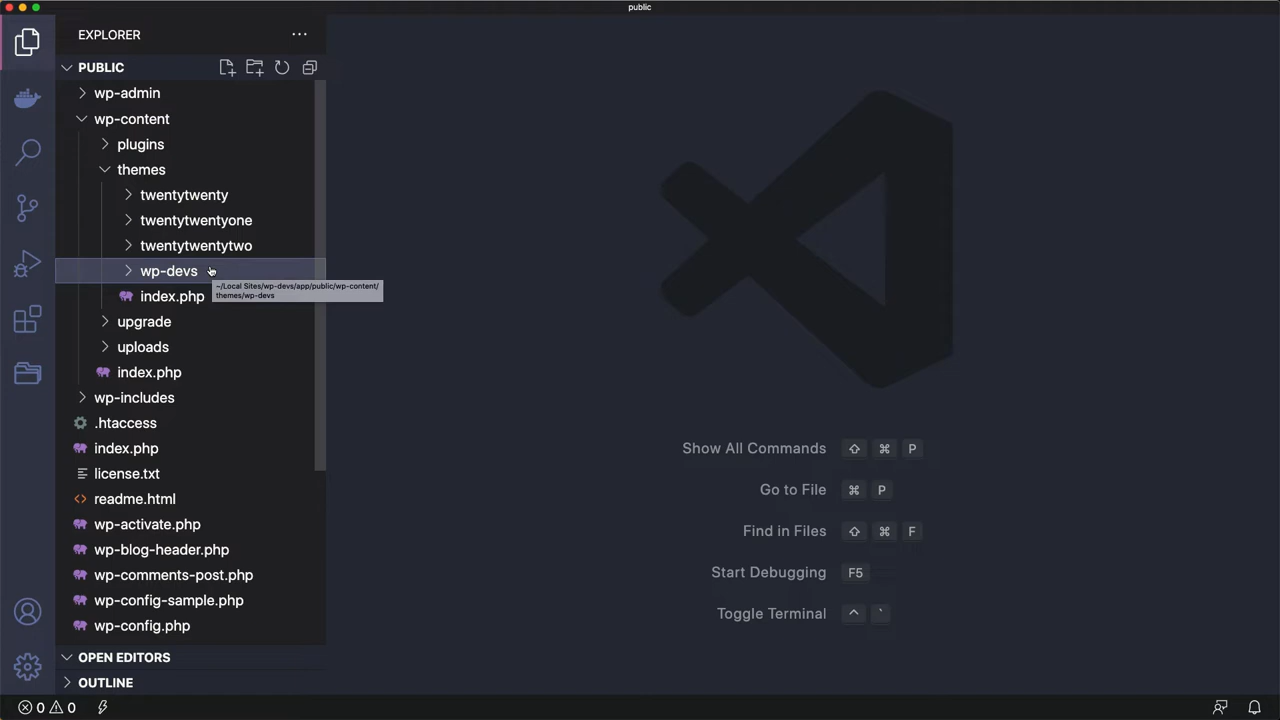 public
EXPLORER
PUBLIC
wp-admin
wp-content
plugins
themes
twentytwenty
twentytwentyone
twentytwentytwo
wp-devs
~/Local Sites/wp-devs/app/public/wp-content/
themes/wp-devs
index.php
upgrade
uploads
index.php
wp-includes
.htaccess
index.php
license.txt
readme.html
wp-activate.php
wp-blog-header.php
wp-comments-post.php
wp-config-sample.php
wp-config.php
OPEN EDITORS
OUTLINE
Show All Commands ⇧ ⌘ P
Go to File ⌘ P
Find in Files ⇧ ⌘ F
Start Debugging F5
Toggle Terminal ^ `
0 0